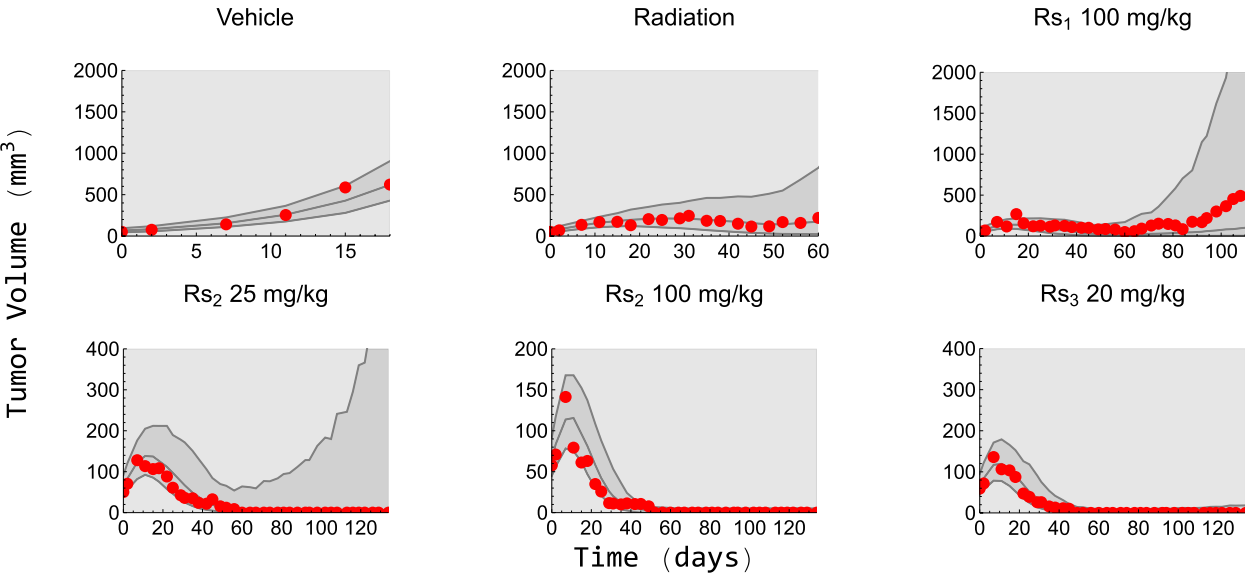 Vehicle
Radiation
Rs₁ 100 mg/kg
2000
1500
1000
500
0
0 5 10 15
2000
1500
1000
500
0
0 10 20 30 40 50 60
2000
1500
1000
500
0
0 20 40 60 80 100
Tumor Volume (mm³)
Rs₂ 25 mg/kg
Rs₂ 100 mg/kg
Rs₃ 20 mg/kg
400
300
200
100
0
0 20 40 60 80 100 120
200
150
100
50
0
0 20 40 60 80 100 120
400
300
200
100
0
0 20 40 60 80 100 120
Time (days)